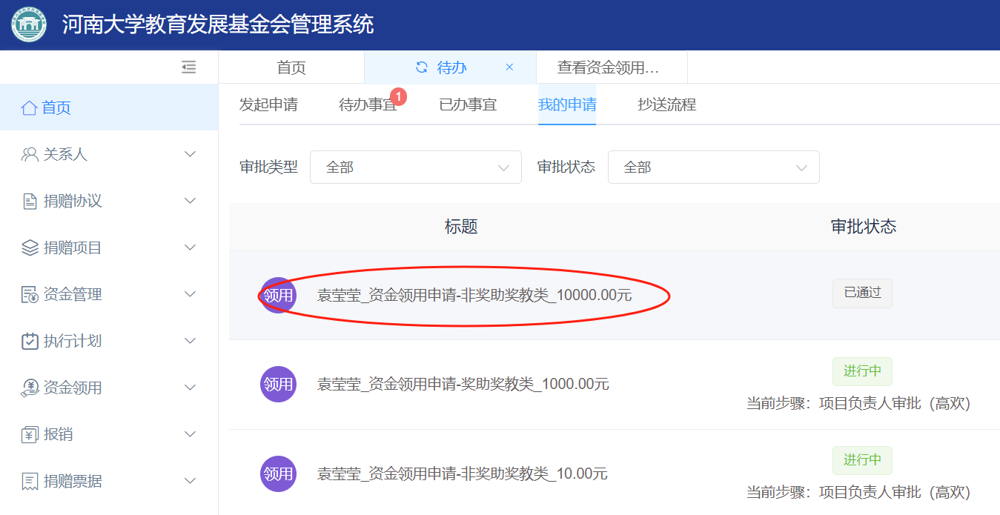 河南大学教育发展基金会管理系统
首页
待办
查看资金领用…
首页
关系人
捐赠协议
捐赠项目
资金管理
执行计划
资金领用
报销
捐赠票据
发起申请
待办事宜
1
已办事宜
我的申请
抄送流程
审批类型
全部
审批状态
全部
标题
审批状态
领用
袁莹莹_资金领用申请-非奖助奖教类_10000.00元
已通过
领用
袁莹莹_资金领用申请-奖助奖教类_1000.00元
进行中
当前步骤：项目负责人审批（高欢）
领用
袁莹莹_资金领用申请-非奖助奖教类_10.00元
进行中
当前步骤：项目负责人审批（高欢）